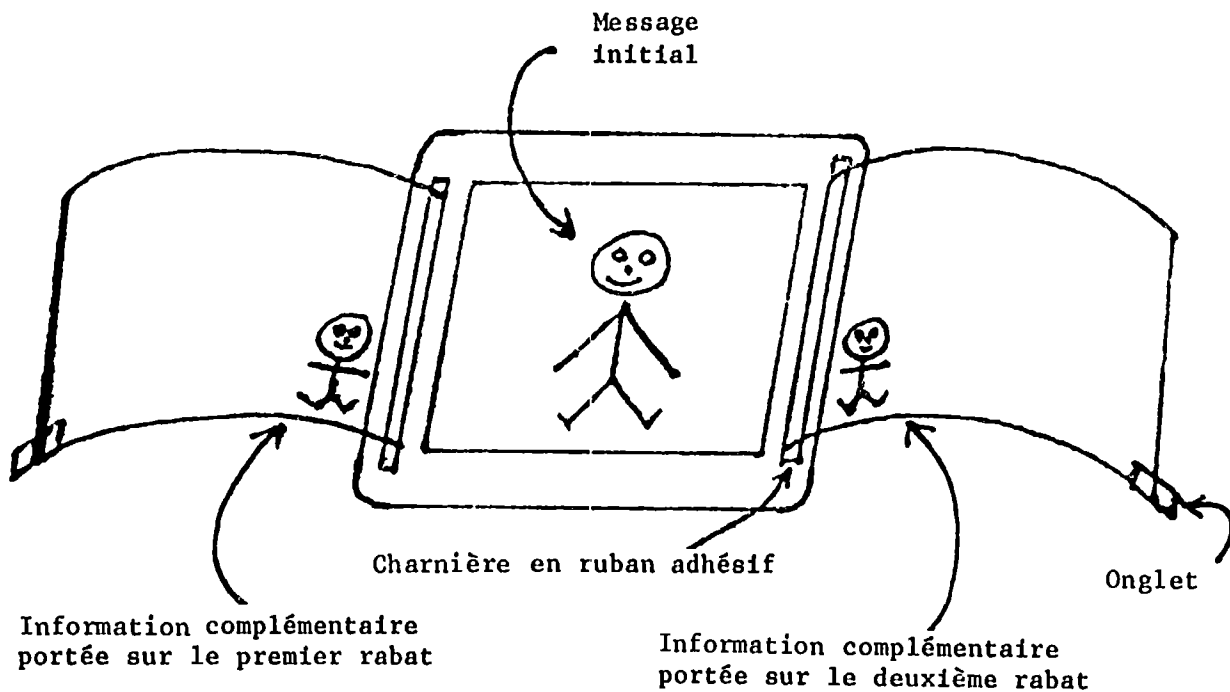 Message
initial
Charnière en ruban adhésif
Onglet
Information complémentaire
portée sur le premier rabat
Information complémentaire
portée sur le deuxième rabat